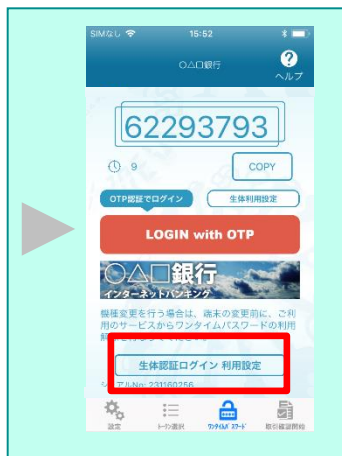 SIMなし 15:52
○△□銀行
ヘルプ
62293793
9 COPY
OTP認証でログイン 生体利用設定
LOGIN with OTP
○△□銀行
インターネットバンキング
機種変更を行う場合は、端末の変更前に、ご利
用のサービスからワンタイムパスワードの利用
生体認証ログイン 利用設定
シリアルNo: 231160256
設定 トークン選択 ワンタイムパスワード 取引確認開始